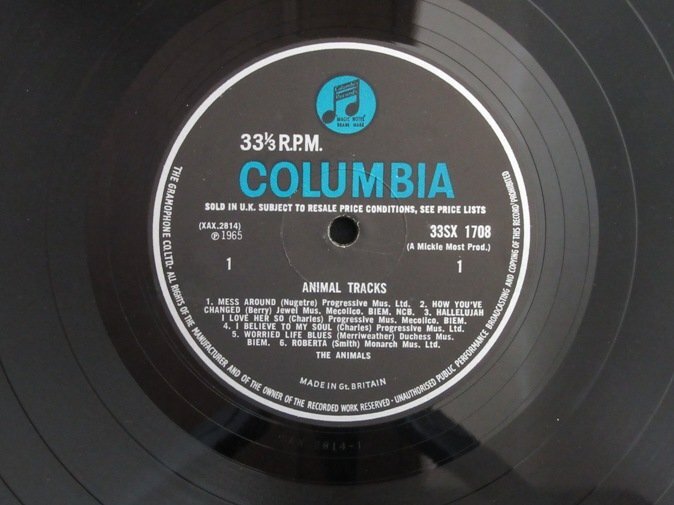 Columbia
Records
MAGIC NOTES
TRADE MARK
33⅓ R.P.M.
COLUMBIA
SOLD IN U.K. SUBJECT TO RESALE PRICE CONDITIONS, SEE PRICE LISTS
(XAX.2814)
℗ 1965
33SX 1708
(A Mickie Most Prod.)
1
1
ANIMAL TRACKS
1. MESS AROUND (Nugetre) Progressive Mus. Ltd. 2. HOW YOU'VE
CHANGED (Berry) Jewel Mus. Mecolico. BIEM. NCB. 3. HALLELUJAH
I LOVE HER SO (Charles) Progressive Mus. Mecolico. BIEM.
4. I BELIEVE TO MY SOUL (Charles) Progressive Mus. Ltd.
5. WORRIED LIFE BLUES (Merriweather) Duchess Mus.
BIEM. 6. ROBERTA (Smith) Monarch Mus. Ltd.
THE ANIMALS
MADE IN Gt. BRITAIN
THE GRAMOPHONE CO. LTD. · ALL RIGHTS OF THE MANUFACTURER AND OF THE OWNER OF THE RECORDED WORK RESERVED · UNAUTHORISED PUBLIC PERFORMANCE BROADCASTING AND COPYING OF THIS RECORD PROHIBITED